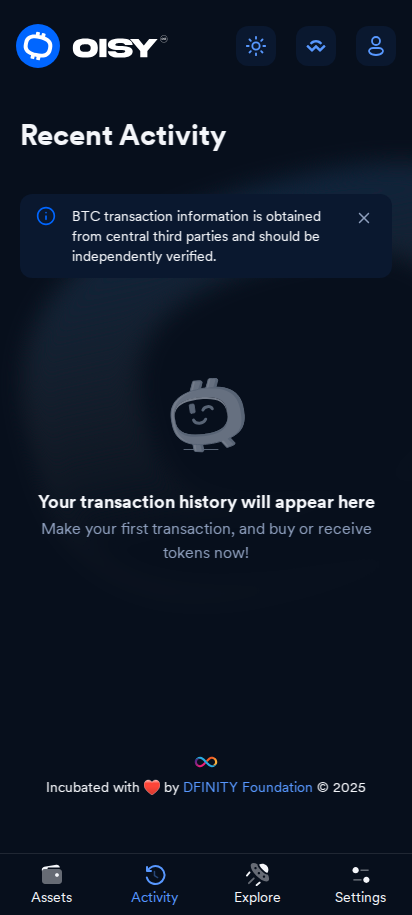 OISY
Recent Activity
BTC transaction information is obtained
from central third parties and should be
independently verified.
Your transaction history will appear here
Make your first transaction, and buy or receive
tokens now!
Incubated with ❤️ by DFINITY Foundation © 2025
Assets
Activity
Explore
Settings